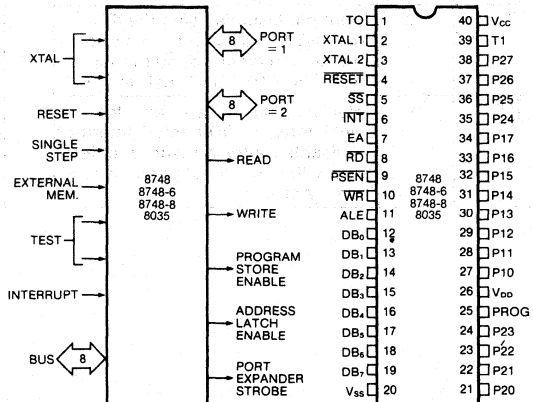 XTAL
RESET
SINGLE
STEP
EXTERNAL
MEM.
TEST
INTERRUPT
BUS
8
8748
8748-6
8748-8
8035
8
PORT
= 1
8
PORT
= 2
READ
WRITE
PROGRAM
STORE
ENABLE
ADDRESS
LATCH
ENABLE
PORT
EXPANDER
STROBE
TO 1
XTAL 1 2
XTAL 2 3
RESET 4
SS 5
INT 6
EA 7
RD 8
PSEN 9
WR 10
ALE 11
DB0 12
DB1 13
DB2 14
DB3 15
DB4 16
DB5 17
DB6 18
DB7 19
Vss 20
8748
8748-6
8748-8
8035
40 Vcc
39 T1
38 P27
37 P26
36 P25
35 P24
34 P17
33 P16
32 P15
31 P14
30 P13
29 P12
28 P11
27 P10
26 VDD
25 PROG
24 P23
23 P22
22 P21
21 P20